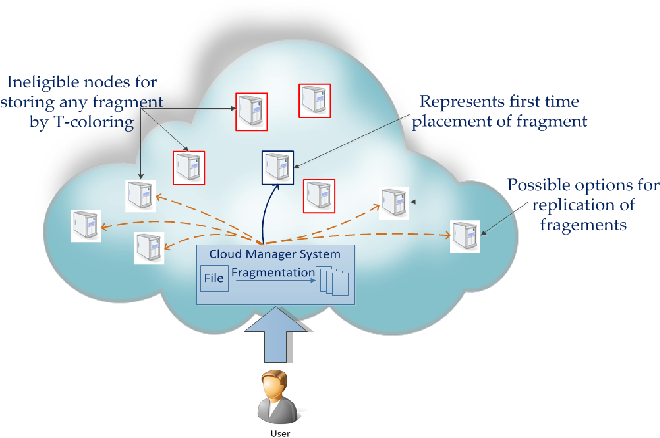 Ineligible nodes for
storing any fragment
by T-coloring
Represents first time
placement of fragment
Possible options for
replication of
fragements
Cloud Manager System
File
Fragmentation
User